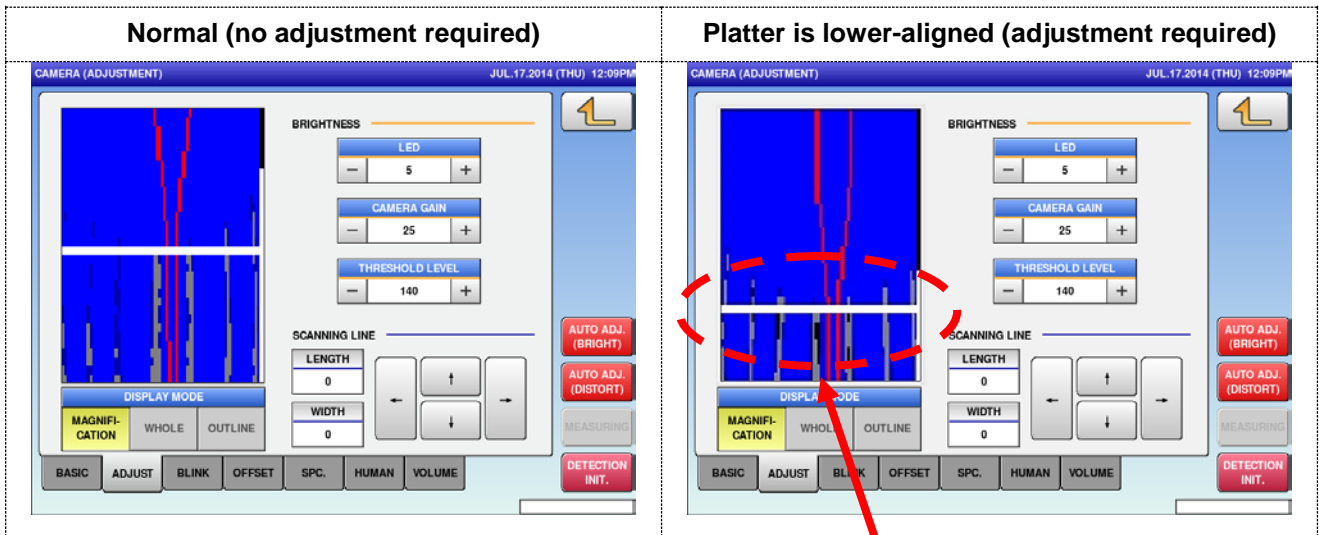 Normal (no adjustment required)
CAMERA (ADJUSTMENT) JUL.17.2014 (THU) 12:09PM
BRIGHTNESS
LED
− 5 +
CAMERA GAIN
− 25 +
THRESHOLD LEVEL
− 140 +
SCANNING LINE
LENGTH
0
WIDTH
0
← ↑ ↓ →
DISPLAY MODE
MAGNIFI-
CATION WHOLE OUTLINE
AUTO ADJ.
(BRIGHT)
AUTO ADJ.
(DISTORT)
MEASURING
DETECTION
INIT.
BASIC ADJUST BLINK OFFSET SPC. HUMAN VOLUME
Platter is lower-aligned (adjustment required)
CAMERA (ADJUSTMENT) JUL.17.2014 (THU) 12:09PM
BRIGHTNESS
LED
− 5 +
CAMERA GAIN
− 25 +
THRESHOLD LEVEL
− 140 +
SCANNING LINE
LENGTH
0
WIDTH
0
← ↑ ↓ →
DISPLAY MODE
MAGNIFI-
CATION WHOLE OUTLINE
AUTO ADJ.
(BRIGHT)
AUTO ADJ.
(DISTORT)
MEASURING
DETECTION
INIT.
BASIC ADJUST BLINK OFFSET SPC. HUMAN VOLUME